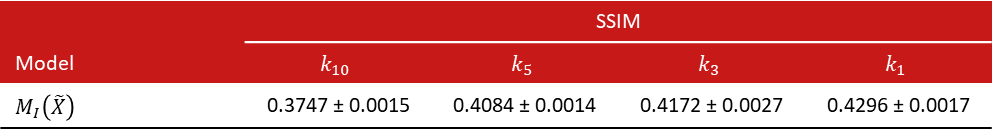 SSIM
Model k₁₀ k₅ k₃ k₁
M_I(X̃) 0.3747 ± 0.0015 0.4084 ± 0.0014 0.4172 ± 0.0027 0.4296 ± 0.0017